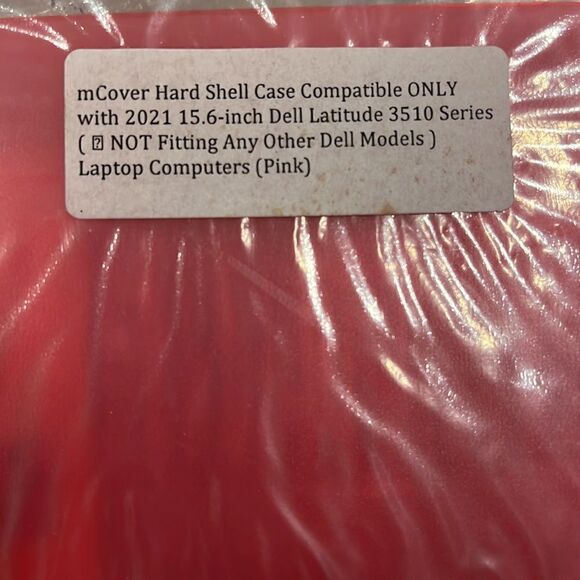 mCover Hard Shell Case Compatible ONLY
with 2021 15.6-inch Dell Latitude 3510 Series
( ⍰ NOT Fitting Any Other Dell Models )
Laptop Computers (Pink)